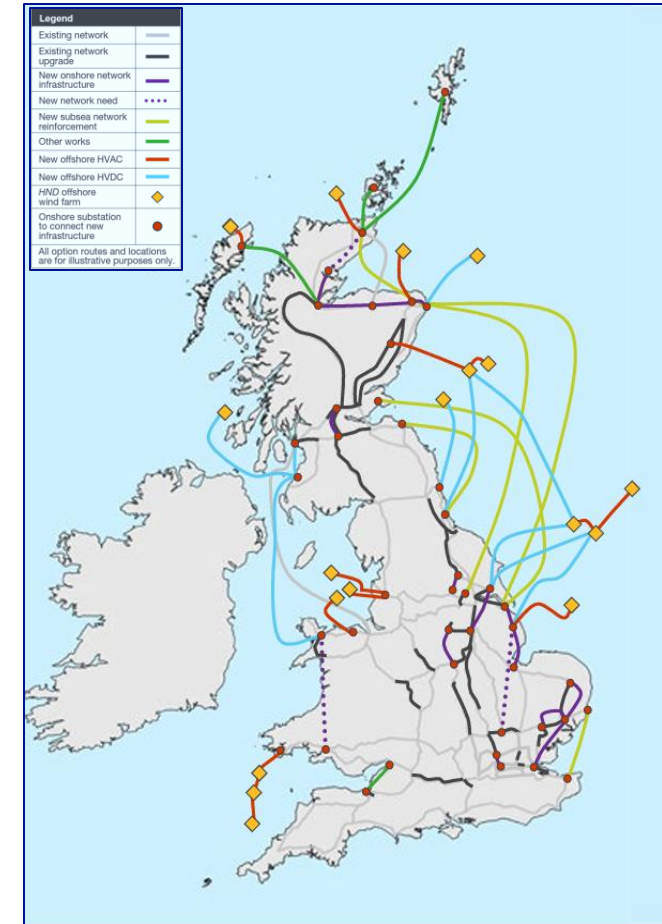 Legend
Existing network
Existing network
upgrade
New onshore network
infrastructure
New network need
New subsea network
reinforcement
Other works
New offshore HVAC
New offshore HVDC
HND offshore
wind farm
Onshore substation
to connect new
infrastructure
All option routes and locations
are for illustrative purposes only.